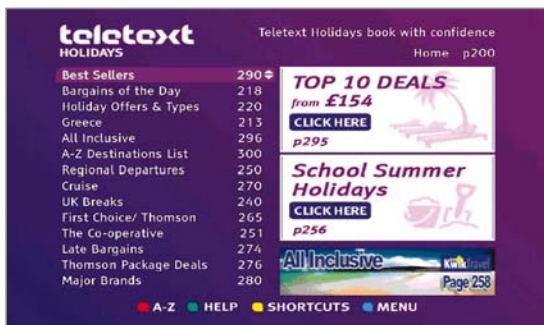 teletext
HOLIDAYS
Teletext Holidays book with confidence
Home p200
Best Sellers 290
Bargains of the Day 218
Holiday Offers & Types 220
Greece 213
All Inclusive 296
A-Z Destinations List 300
Regional Departures 250
Cruise 270
UK Breaks 240
First Choice/ Thomson 265
The Co-operative 251
Late Bargains 274
Thomson Package Deals 276
Major Brands 280
TOP 10 DEALS
from £154
CLICK HERE
p295
School Summer
Holidays
CLICK HERE
p256
All Inclusive
KwikTravel
Page 258
A-Z HELP SHORTCUTS MENU